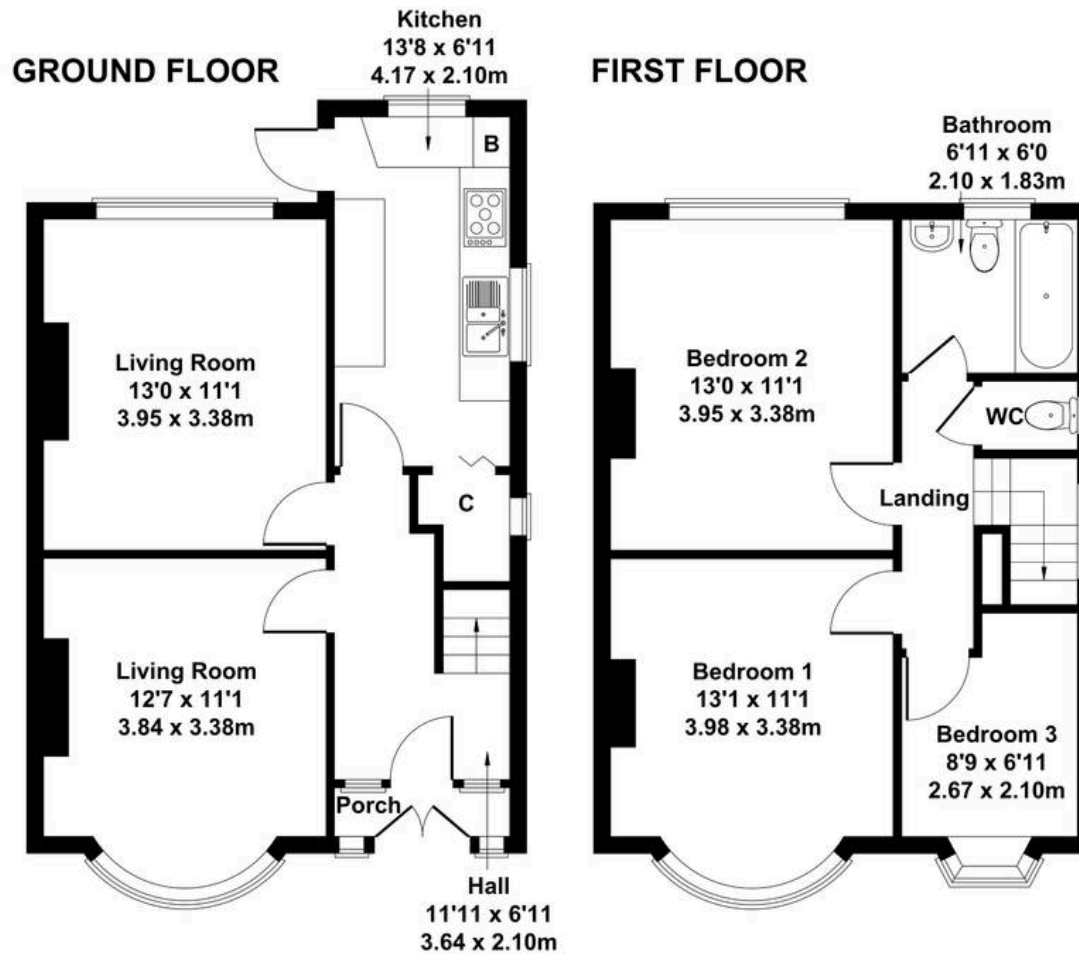 GROUND FLOOR
Kitchen
13'8 x 6'11
4.17 x 2.10m
B
Living Room
13'0 x 11'1
3.95 x 3.38m
C
Living Room
12'7 x 11'1
3.84 x 3.38m
Porch
Hall
11'11 x 6'11
3.64 x 2.10m
FIRST FLOOR
Bathroom
6'11 x 6'0
2.10 x 1.83m
Bedroom 2
13'0 x 11'1
3.95 x 3.38m
WC
Landing
Bedroom 1
13'1 x 11'1
3.98 x 3.38m
Bedroom 3
8'9 x 6'11
2.67 x 2.10m